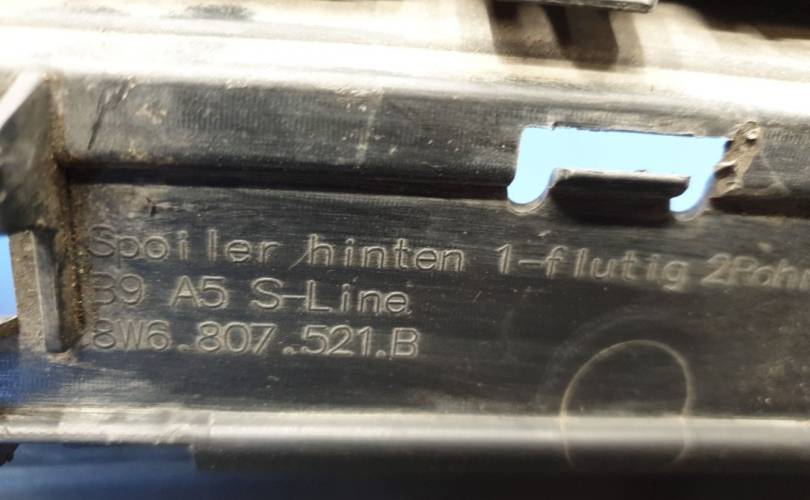 Spoiler hinten 1-flutig
B9 A5 S-Line
8W6.807.521.B